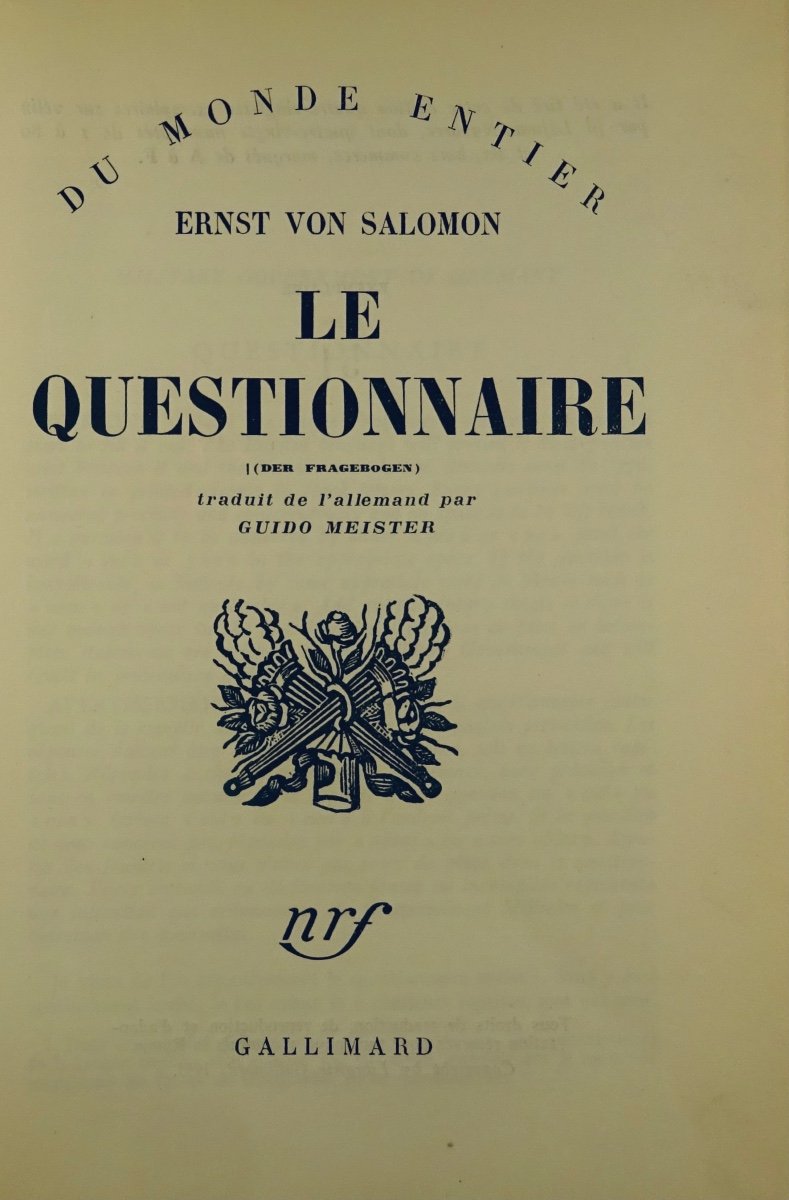 DU MONDE ENTIER
ERNST VON SALOMON
LE
QUESTIONNAIRE
(DER FRAGEBOGEN)
traduit de l'allemand par
GUIDO MEISTER
nrf
GALLIMARD